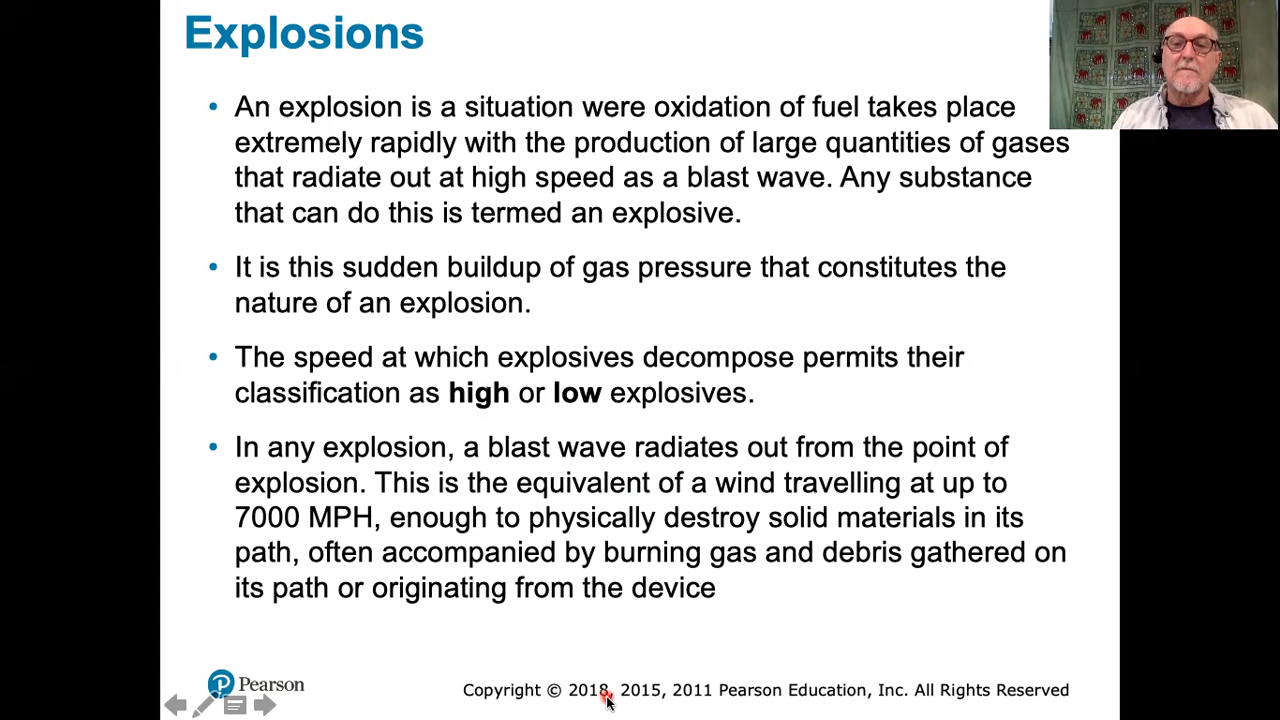 Explosions
• An explosion is a situation were oxidation of fuel takes place
extremely rapidly with the production of large quantities of gases
that radiate out at high speed as a blast wave. Any substance
that can do this is termed an explosive.
• It is this sudden buildup of gas pressure that constitutes the
nature of an explosion.
• The speed at which explosives decompose permits their
classification as high or low explosives.
• In any explosion, a blast wave radiates out from the point of
explosion. This is the equivalent of a wind travelling at up to
7000 MPH, enough to physically destroy solid materials in its
path, often accompanied by burning gas and debris gathered on
its path or originating from the device
P Pearson
Copyright © 2018, 2015, 2011 Pearson Education, Inc. All Rights Reserved